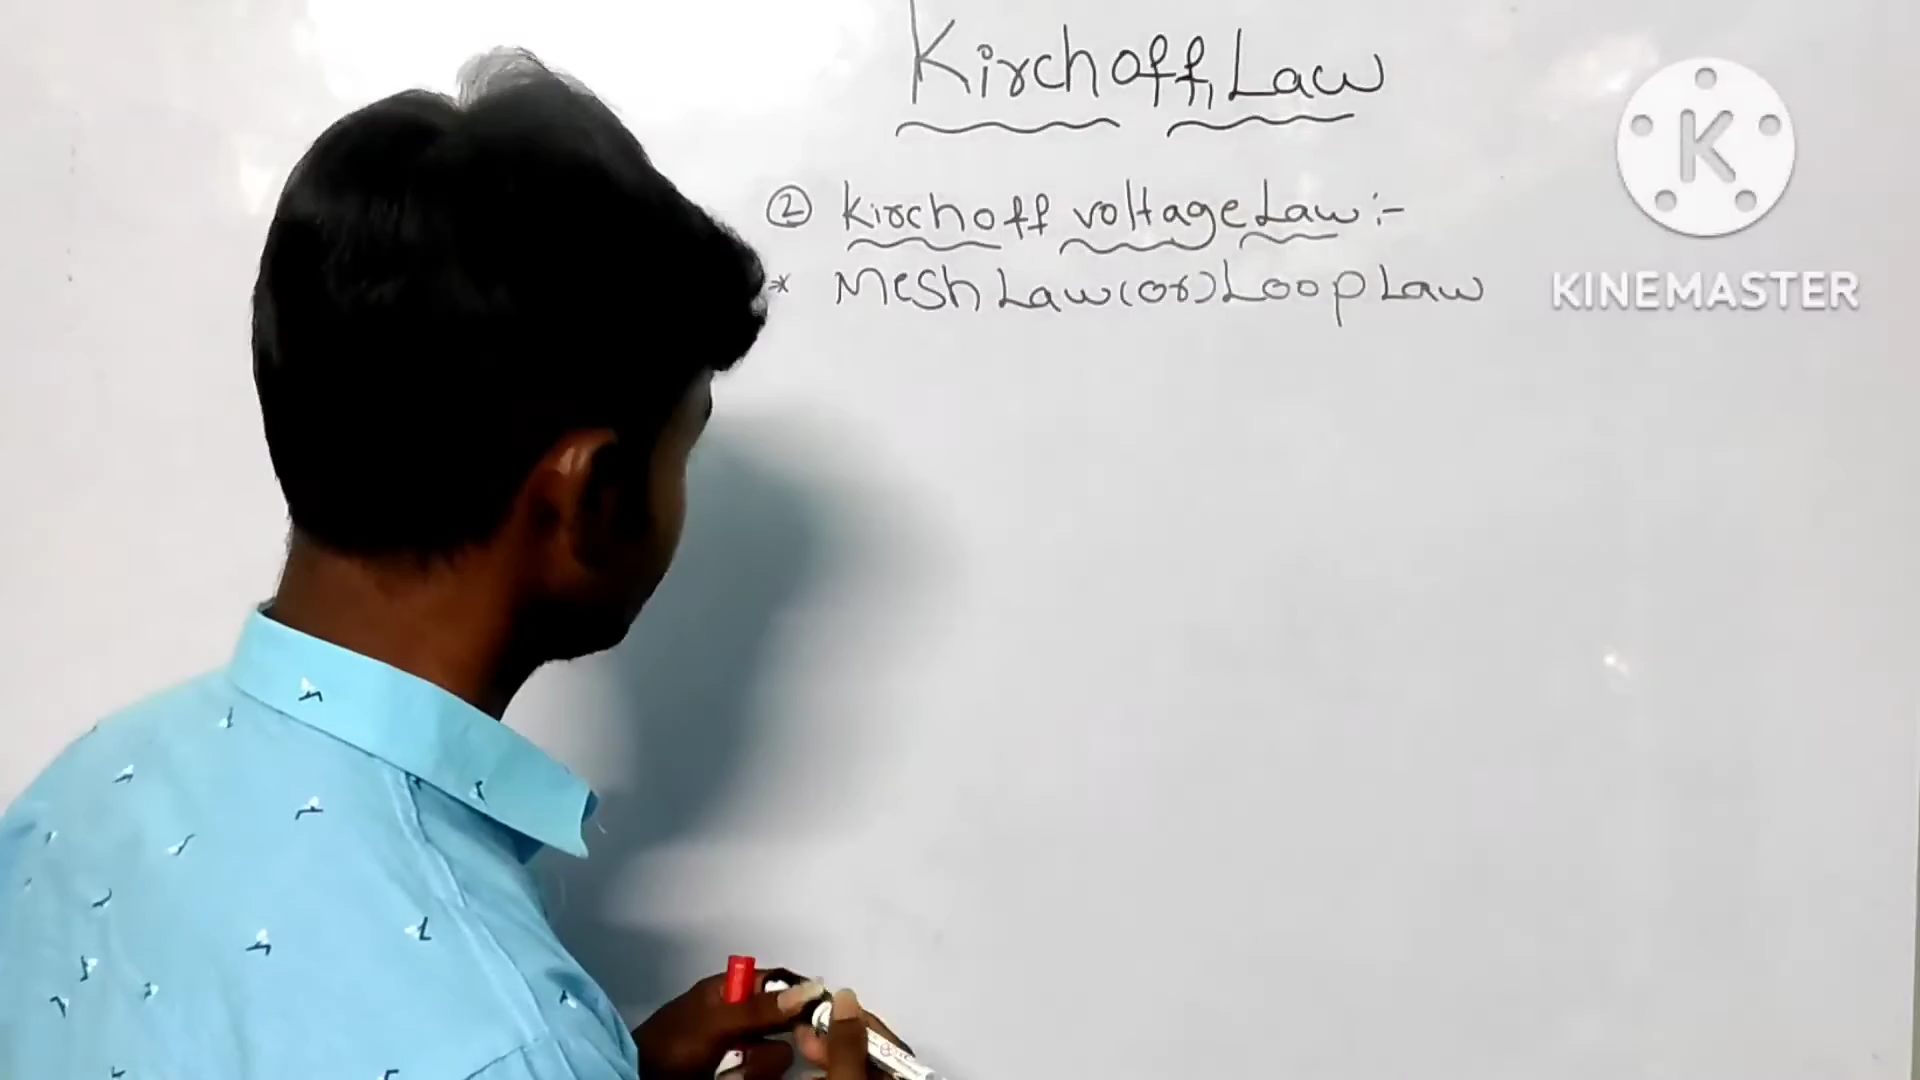 Kirchoff, Law
② Kirchoff voltage Law :-
* Mesh Law (or) Loop Law
K
KINEMASTER